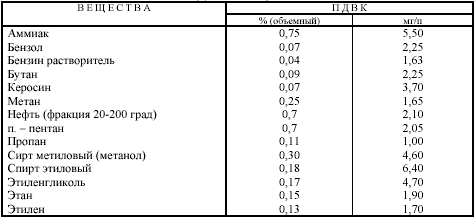 ВЕЩЕСТВА ПДВК
% (объемный) мг/п
Аммиак 0,75 5,50
Бензол 0,07 2,25
Бензин растворитель 0,04 1,63
Бутан 0,09 2,25
Керосин 0,07 3,70
Метан 0,25 1,65
Нефть (фракция 20-200 град) 0,7 2,10
п. – пентан 0,7 2,05
Пропан 0,11 1,00
Сирт метиловый (метанол) 0,30 4,60
Спирт этиловый 0,18 6,40
Этиленгликоль 0,17 4,70
Этан 0,15 1,90
Этилен 0,13 1,70